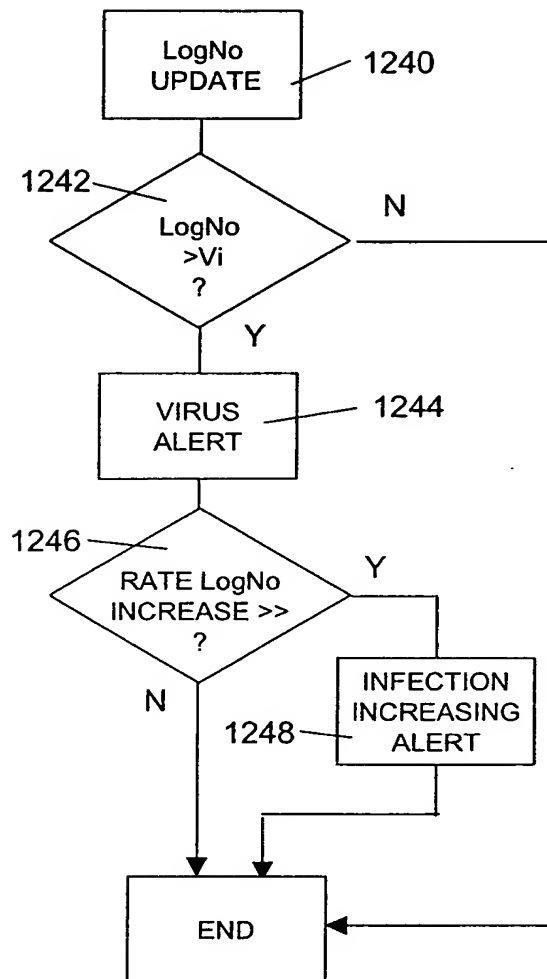 LogNo
UPDATE
1240
1242
LogNo
>Vi
?
N
Y
VIRUS
ALERT
1244
1246
RATE LogNo
INCREASE >>
?
Y
N
INFECTION
INCREASING
ALERT
1248
END